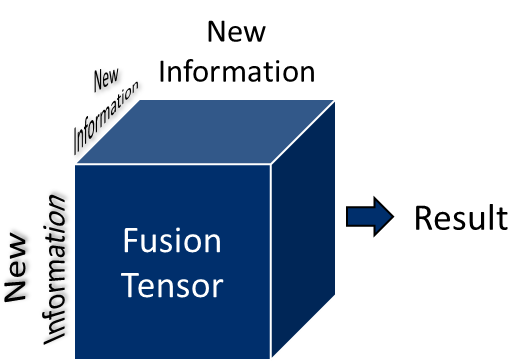 New
Information
New
Information
New
Information
Fusion
Tensor
Result